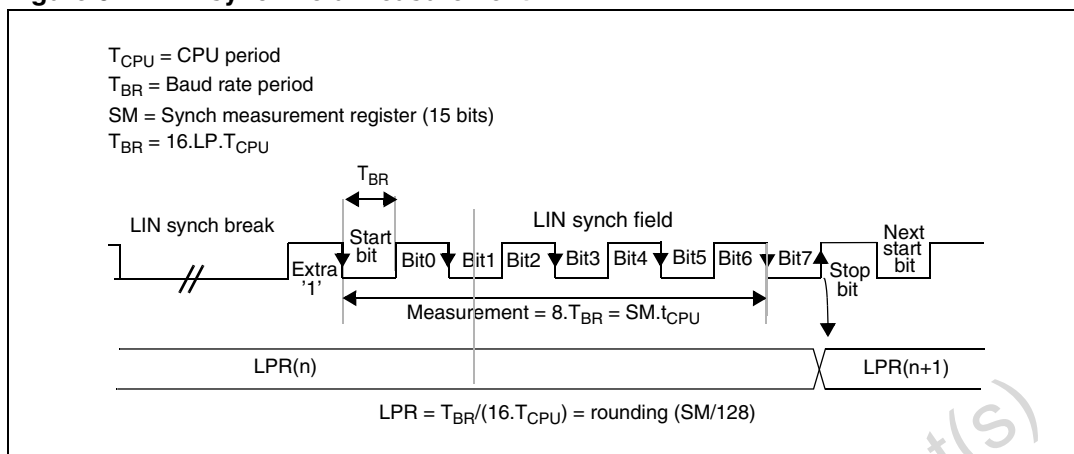 T_CPU = CPU period
T_BR = Baud rate period
SM = Synch measurement register (15 bits)
T_BR = 16.LP.T_CPU
T_BR
LIN synch break
LIN synch field
Extra '1'
Start bit
Bit0
Bit1
Bit2
Bit3
Bit4
Bit5
Bit6
Bit7
Stop bit
Next start bit
Measurement = 8.T_BR = SM.t_CPU
LPR(n)
LPR(n+1)
LPR = T_BR/(16.T_CPU) = rounding (SM/128)